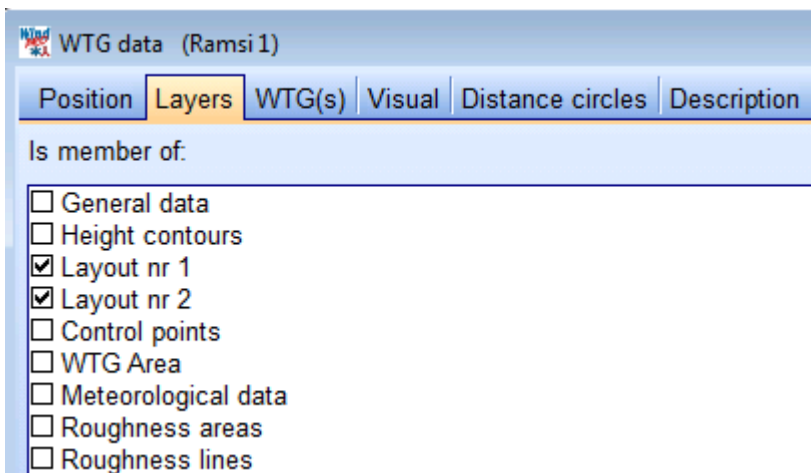 WTG data (Ramsi 1)
Position Layers WTG(s) Visual Distance circles Description
Is member of:
General data
Height contours
Layout nr 1
Layout nr 2
Control points
WTG Area
Meteorological data
Roughness areas
Roughness lines